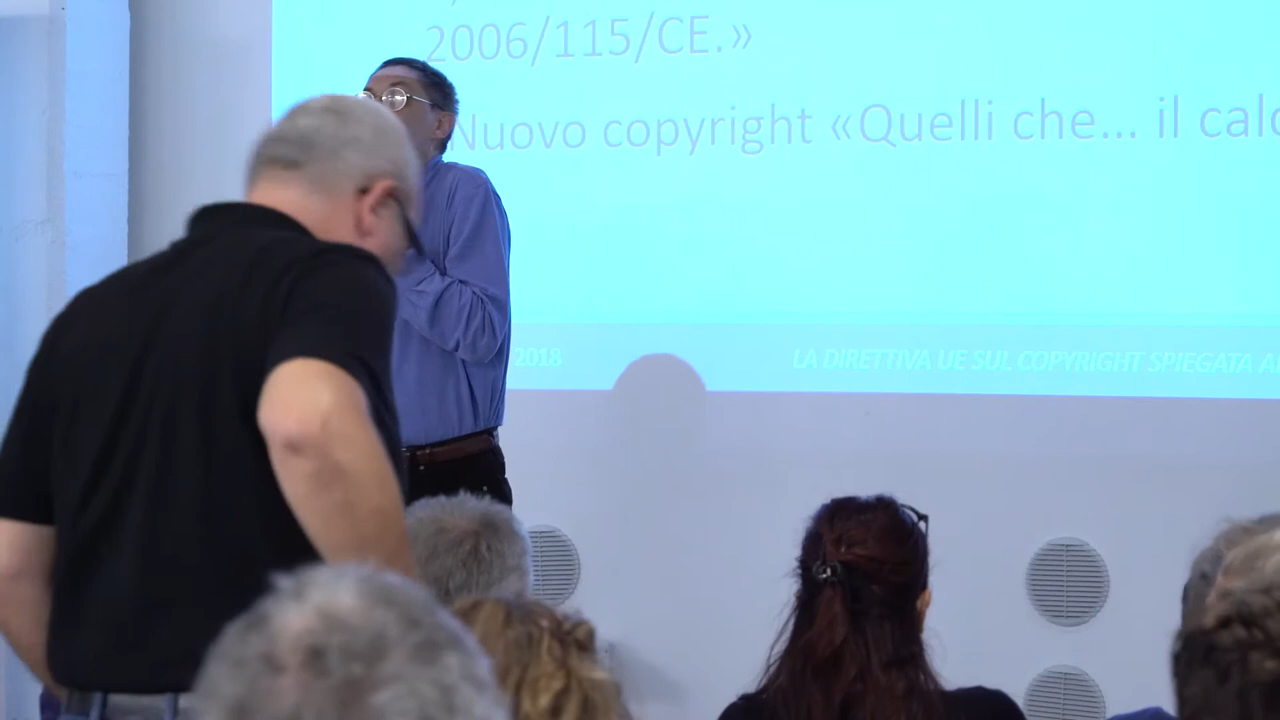 2006/115/CE.»
Nuovo copyright «Quelli che... il calc
2018
LA DIRETTIVA UE SUL COPYRIGHT SPIEGATA